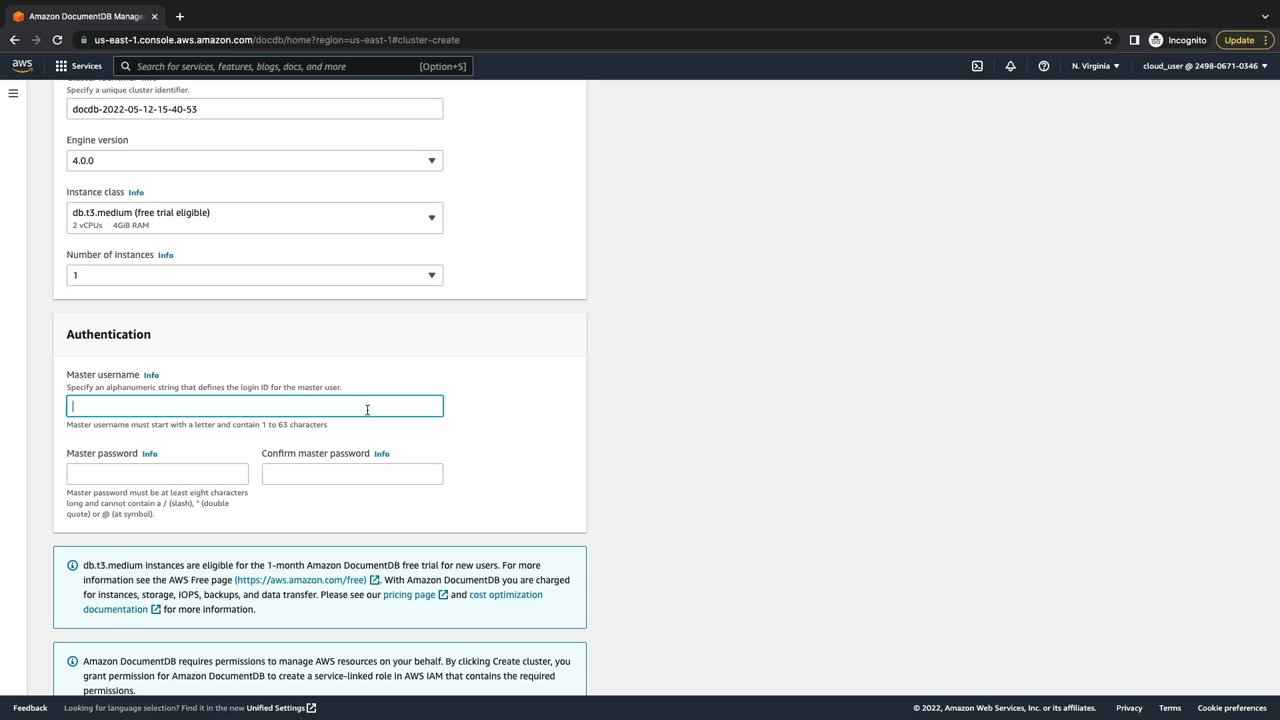 Amazon DocumentDB Manage
us-east-1.console.aws.amazon.com/docdb/home?region=us-east-1#cluster-create
Incognito
Update
aws
Services
Search for services, features, blogs, docs, and more
[Option+S]
N. Virginia
cloud_user @ 2498-0671-0346
Specify a unique cluster identifier.
docdb-2022-05-12-15-40-53
Engine version
4.0.0
Instance class Info
db.t3.medium (free trial eligible)
2 vCPUs 4GiB RAM
Number of instances Info
1
Authentication
Master username Info
Specify an alphanumeric string that defines the login ID for the master user.
Master username must start with a letter and contain 1 to 63 characters
Master password Info
Confirm master password Info
Master password must be at least eight characters
long and cannot contain a / (slash), " (double
quote) or @ (at symbol).
db.t3.medium instances are eligible for the 1-month Amazon DocumentDB free trial for new users. For more
information see the AWS Free page (https://aws.amazon.com/free) . With Amazon DocumentDB you are charged
for instances, storage, IOPS, backups, and data transfer. Please see our pricing page and cost optimization
documentation for more information.
Amazon DocumentDB requires permissions to manage AWS resources on your behalf. By clicking Create cluster, you
grant permission for Amazon DocumentDB to create a service-linked role in AWS IAM that contains the required
permissions.
Feedback
Looking for language selection? Find it in the new Unified Settings
© 2022, Amazon Web Services, Inc. or its affiliates.
Privacy
Terms
Cookie preferences